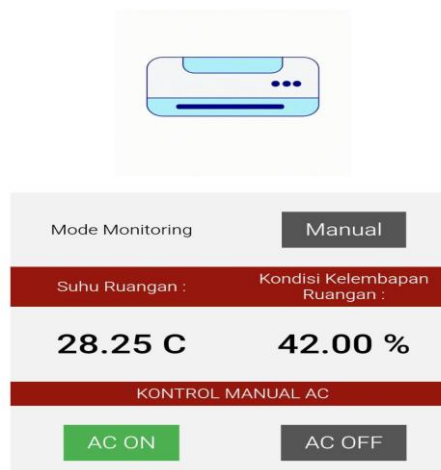 Mode Monitoring
Manual
Suhu Ruangan :
Kondisi Kelembapan
Ruangan :
28.25 C
42.00 %
KONTROL MANUAL AC
AC ON
AC OFF